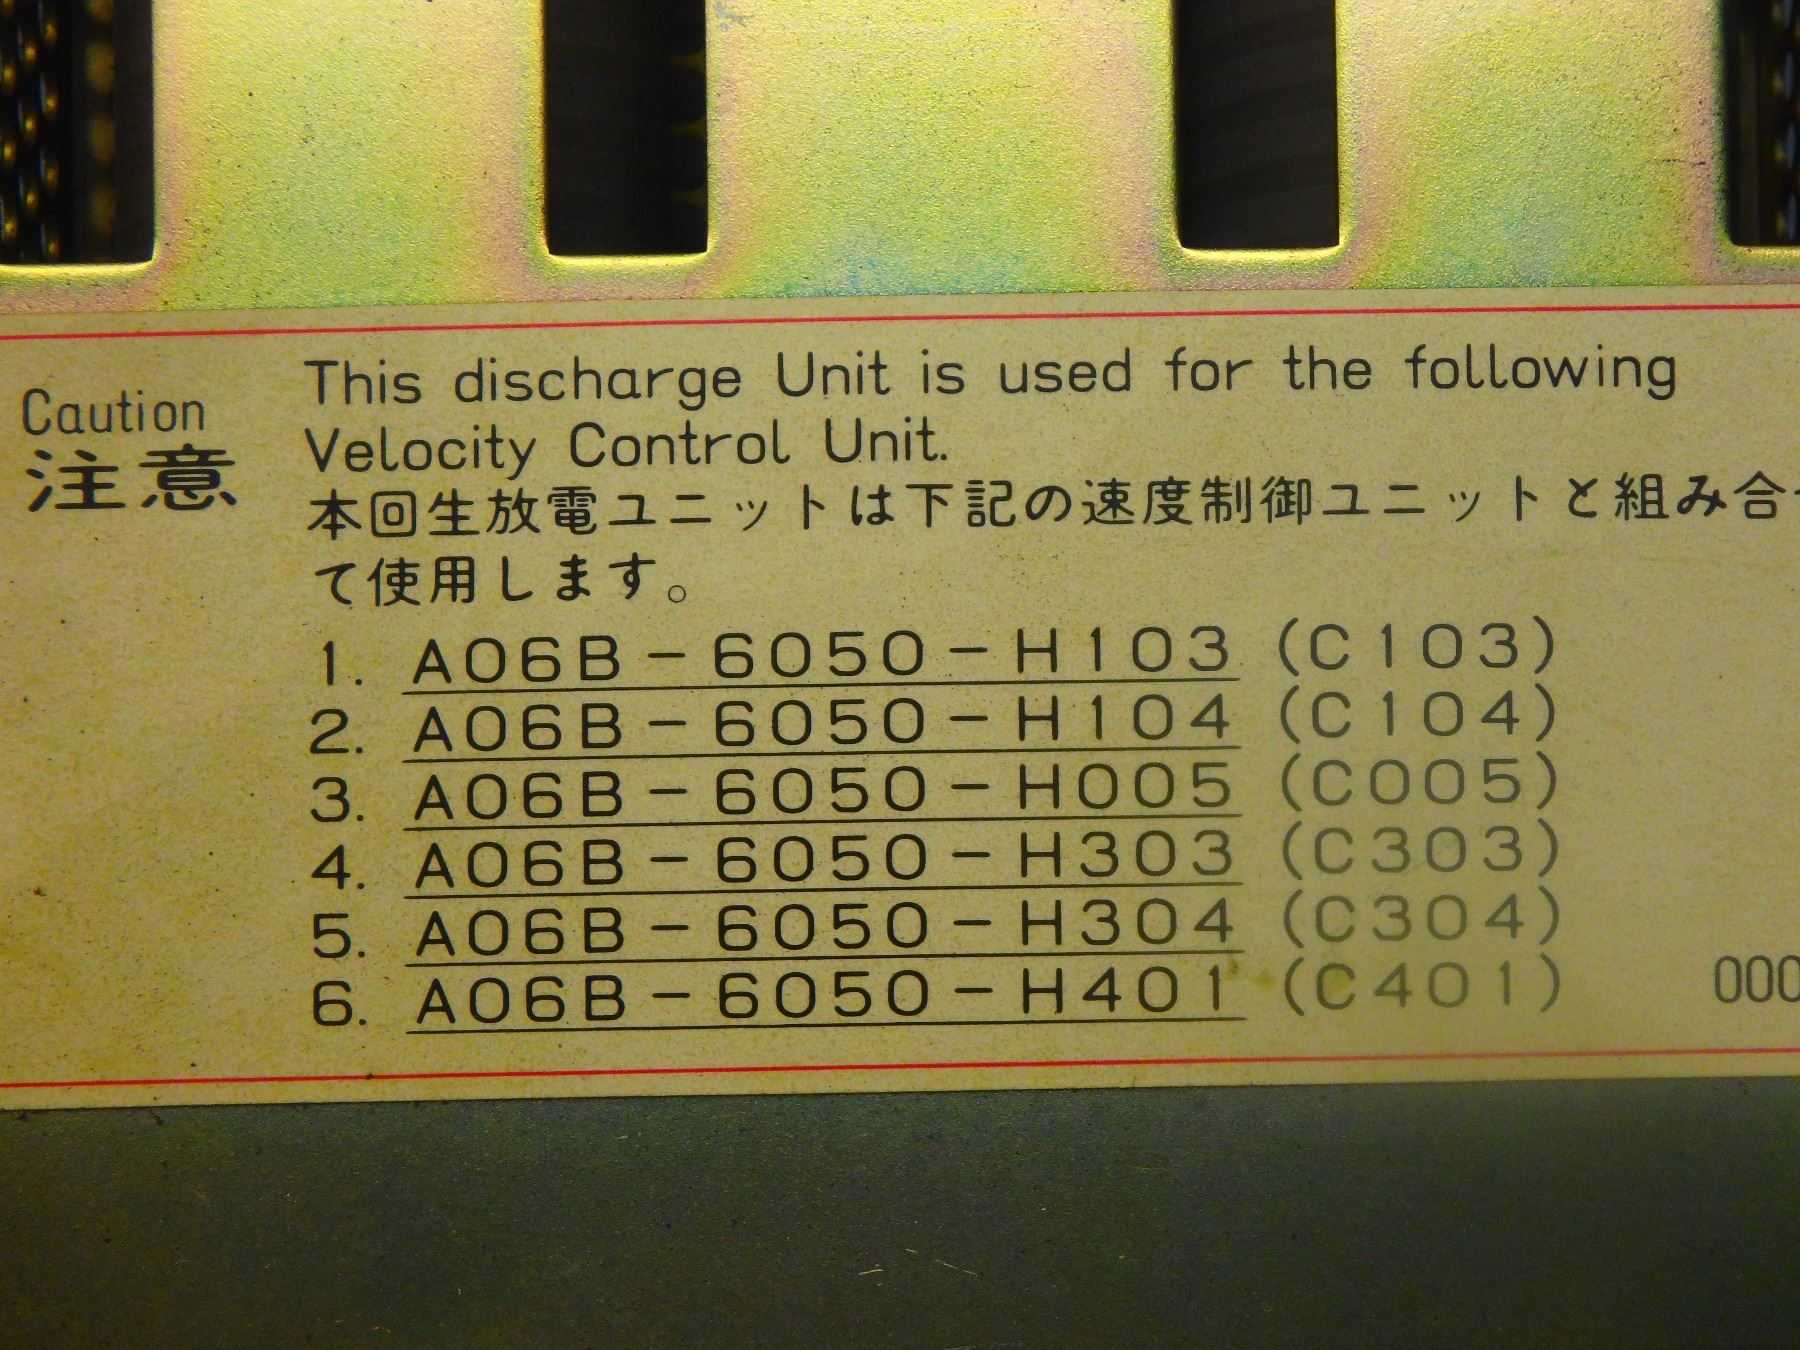 Caution
注意
This discharge Unit is used for the following
Velocity Control Unit.
本回生放電ユニットは下記の速度制御ユニットと組み合
て使用します。
1. A06B-6050-H103 (C103)
2. A06B-6050-H104 (C104)
3. A06B-6050-H005 (C005)
4. A06B-6050-H303 (C303)
5. A06B-6050-H304 (C304)
6. A06B-6050-H401 (C401)
000